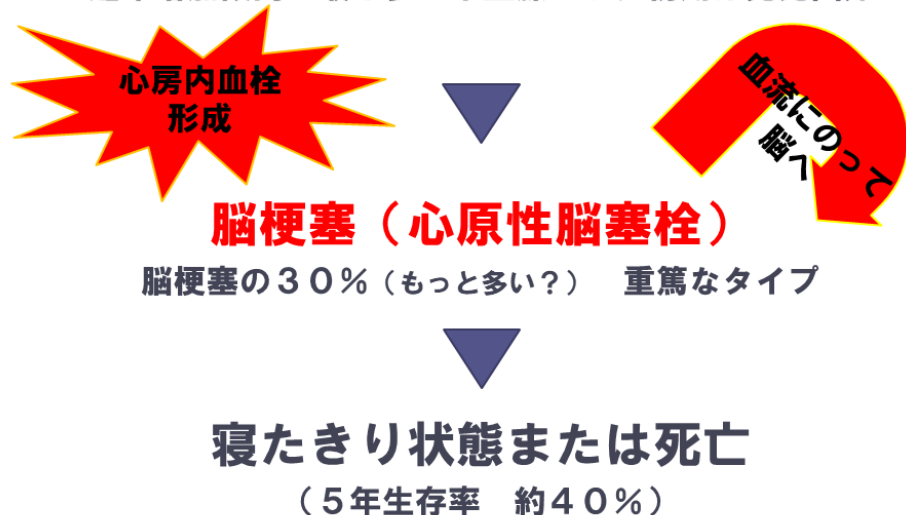 心房内血栓
形成
血流にのって
脳へ
脳梗塞（心原性脳塞栓）
脳梗塞の３０％（もっと多い？）　重篤なタイプ
寝たきり状態または死亡
（５年生存率　約４０％）